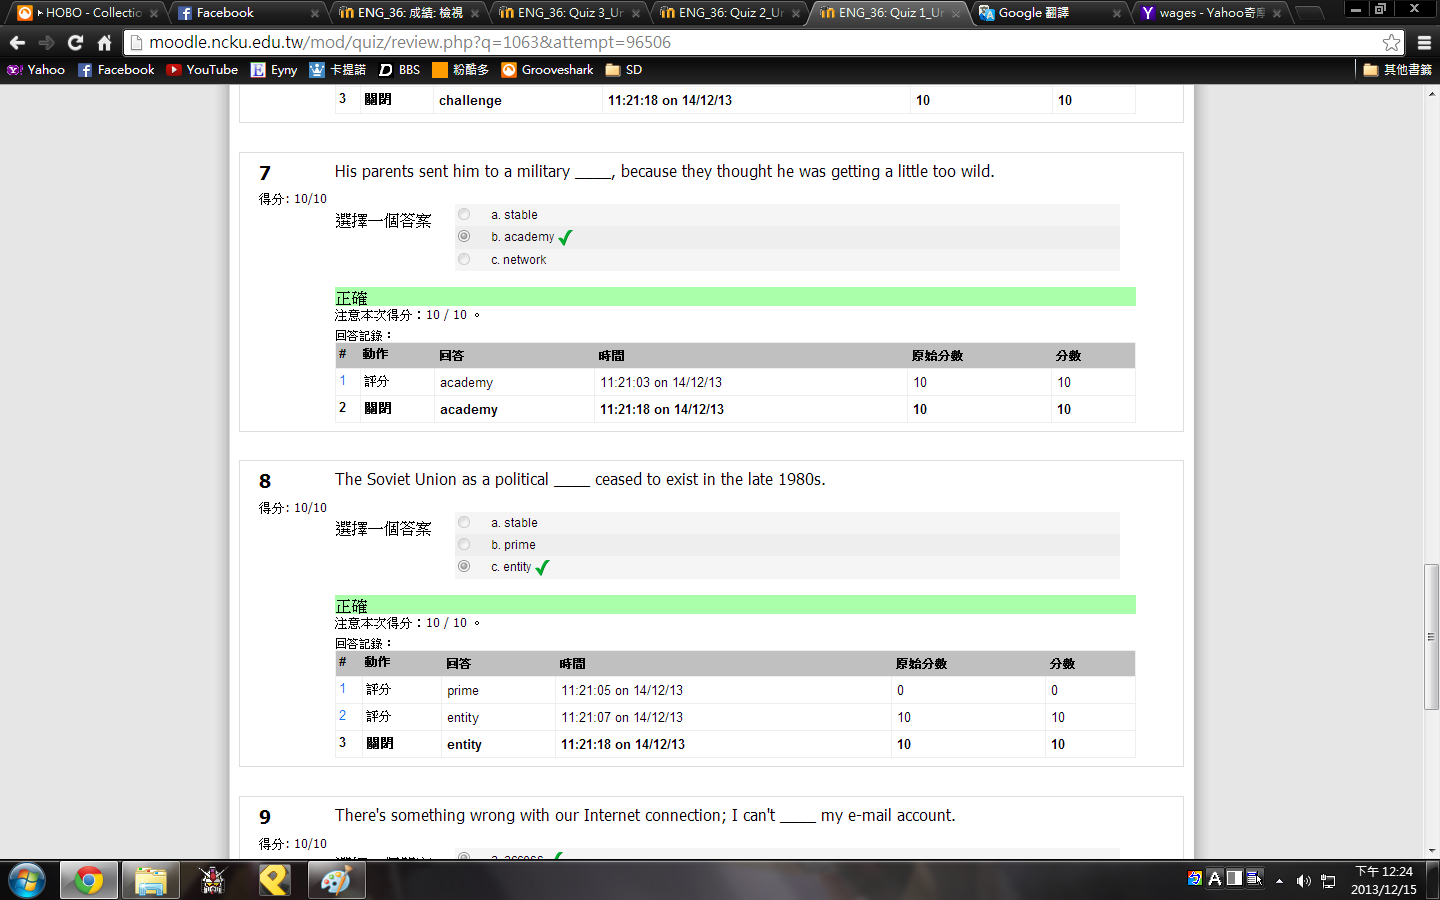 HOBO - Collectio
Facebook
ENG_36: 成績: 檢視
ENG_36: Quiz 3_Ur
ENG_36: Quiz 2_Ur
ENG_36: Quiz 1_Ur
Google 翻譯
wages - Yahoo奇摩
moodle.ncku.edu.tw/mod/quiz/review.php?q=1063&attempt=96506
Yahoo
Facebook
YouTube
Eyny
卡提諾
BBS
粉酷多
Grooveshark
SD
其他書籤
3 關閉 challenge 11:21:18 on 14/12/13 10 10
7
得分: 10/10
His parents sent him to a military ____, because they thought he was getting a little too wild.
選擇一個答案
a. stable
b. academy
c. network
正確
注意本次得分：10 / 10 。
回答記錄：
# 動作 回答 時間 原始分數 分數
1 評分 academy 11:21:03 on 14/12/13 10 10
2 關閉 academy 11:21:18 on 14/12/13 10 10
8
得分: 10/10
The Soviet Union as a political ____ ceased to exist in the late 1980s.
選擇一個答案
a. stable
b. prime
c. entity
正確
注意本次得分：10 / 10 。
回答記錄：
# 動作 回答 時間 原始分數 分數
1 評分 prime 11:21:05 on 14/12/13 0 0
2 評分 entity 11:21:07 on 14/12/13 10 10
3 關閉 entity 11:21:18 on 14/12/13 10 10
9
得分: 10/10
There's something wrong with our Internet connection; I can't ____ my e-mail account.
a. access
下午 12:24
2013/12/15